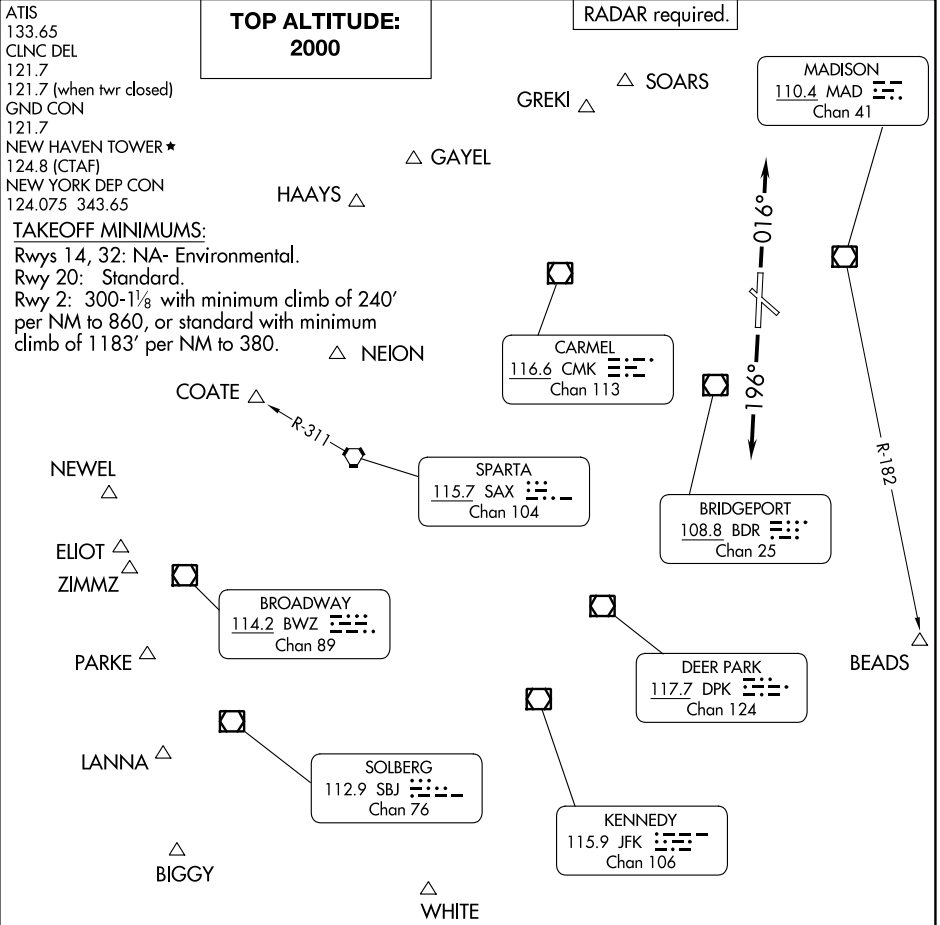 ATIS
133.65
CLNC DEL
121.7
121.7 (when twr closed)
GND CON
121.7
NEW HAVEN TOWER★
124.8 (CTAF)
NEW YORK DEP CON
124.075 343.65
TOP ALTITUDE:
2000
RADAR required.
TAKEOFF MINIMUMS:
Rwys 14, 32: NA- Environmental.
Rwy 20: Standard.
Rwy 2: 300-1⅛ with minimum climb of 240'
per NM to 860, or standard with minimum
climb of 1183' per NM to 380.
SOARS
GREKI
MADISON
110.4 MAD
Chan 41
GAYEL
HAAYS
016°
196°
CARMEL
116.6 CMK
Chan 113
NEION
COATE
R-311
SPARTA
115.7 SAX
Chan 104
R-182
NEWEL
BRIDGEPORT
108.8 BDR
Chan 25
ELIOT
ZIMMZ
BROADWAY
114.2 BWZ
Chan 89
PARKE
DEER PARK
117.7 DPK
Chan 124
BEADS
LANNA
SOLBERG
112.9 SBJ
Chan 76
KENNEDY
115.9 JFK
Chan 106
BIGGY
WHITE